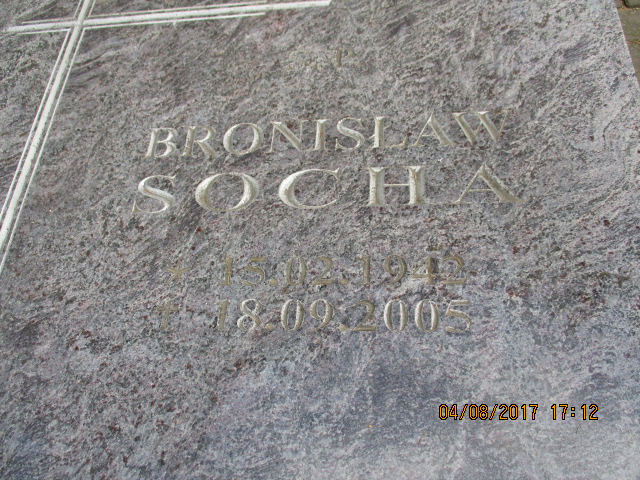 BRONISLAW
SOCHA
* 15.02.1942
† 18.09.2005
04/08/2017 17:12